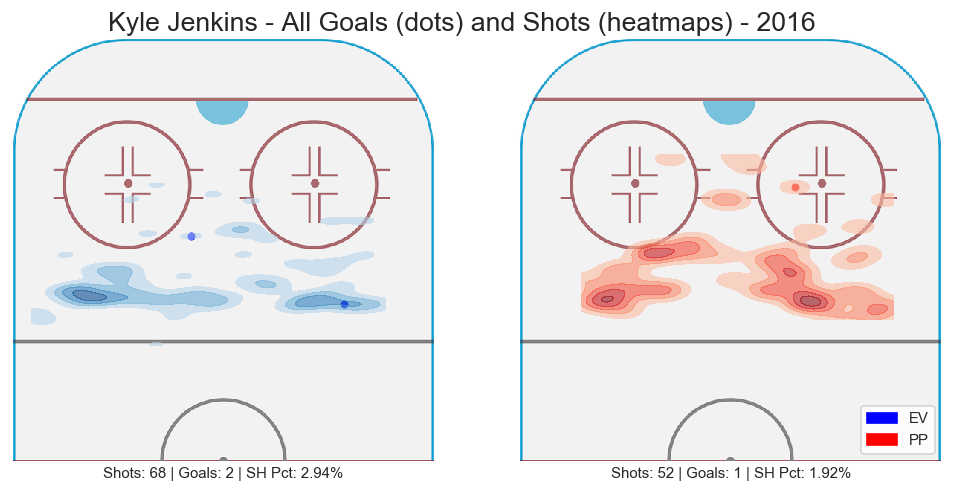 Kyle Jenkins - All Goals (dots) and Shots (heatmaps) - 2016
EV
PP
Shots: 68 | Goals: 2 | SH Pct: 2.94%
Shots: 52 | Goals: 1 | SH Pct: 1.92%